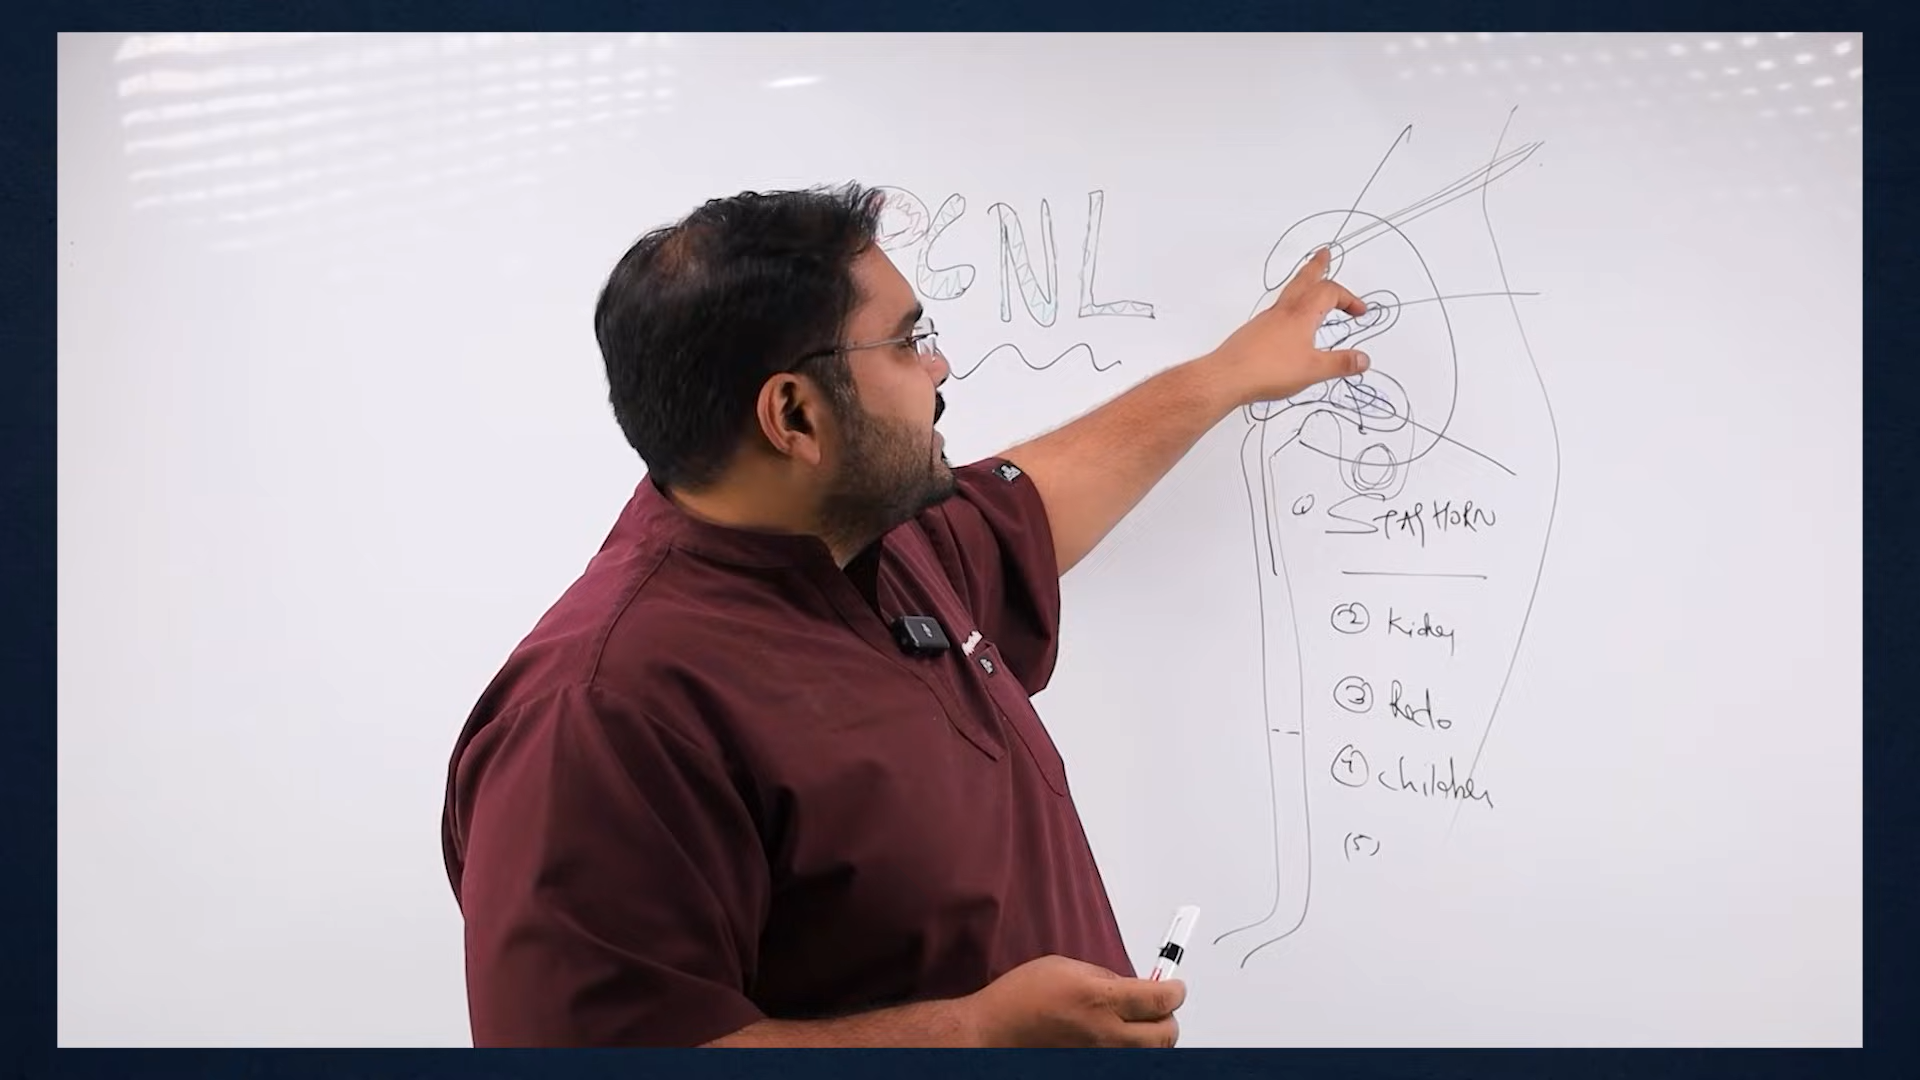 PCNL
① STAGHORN
② Kidney
③ Redo
④ children
(5)